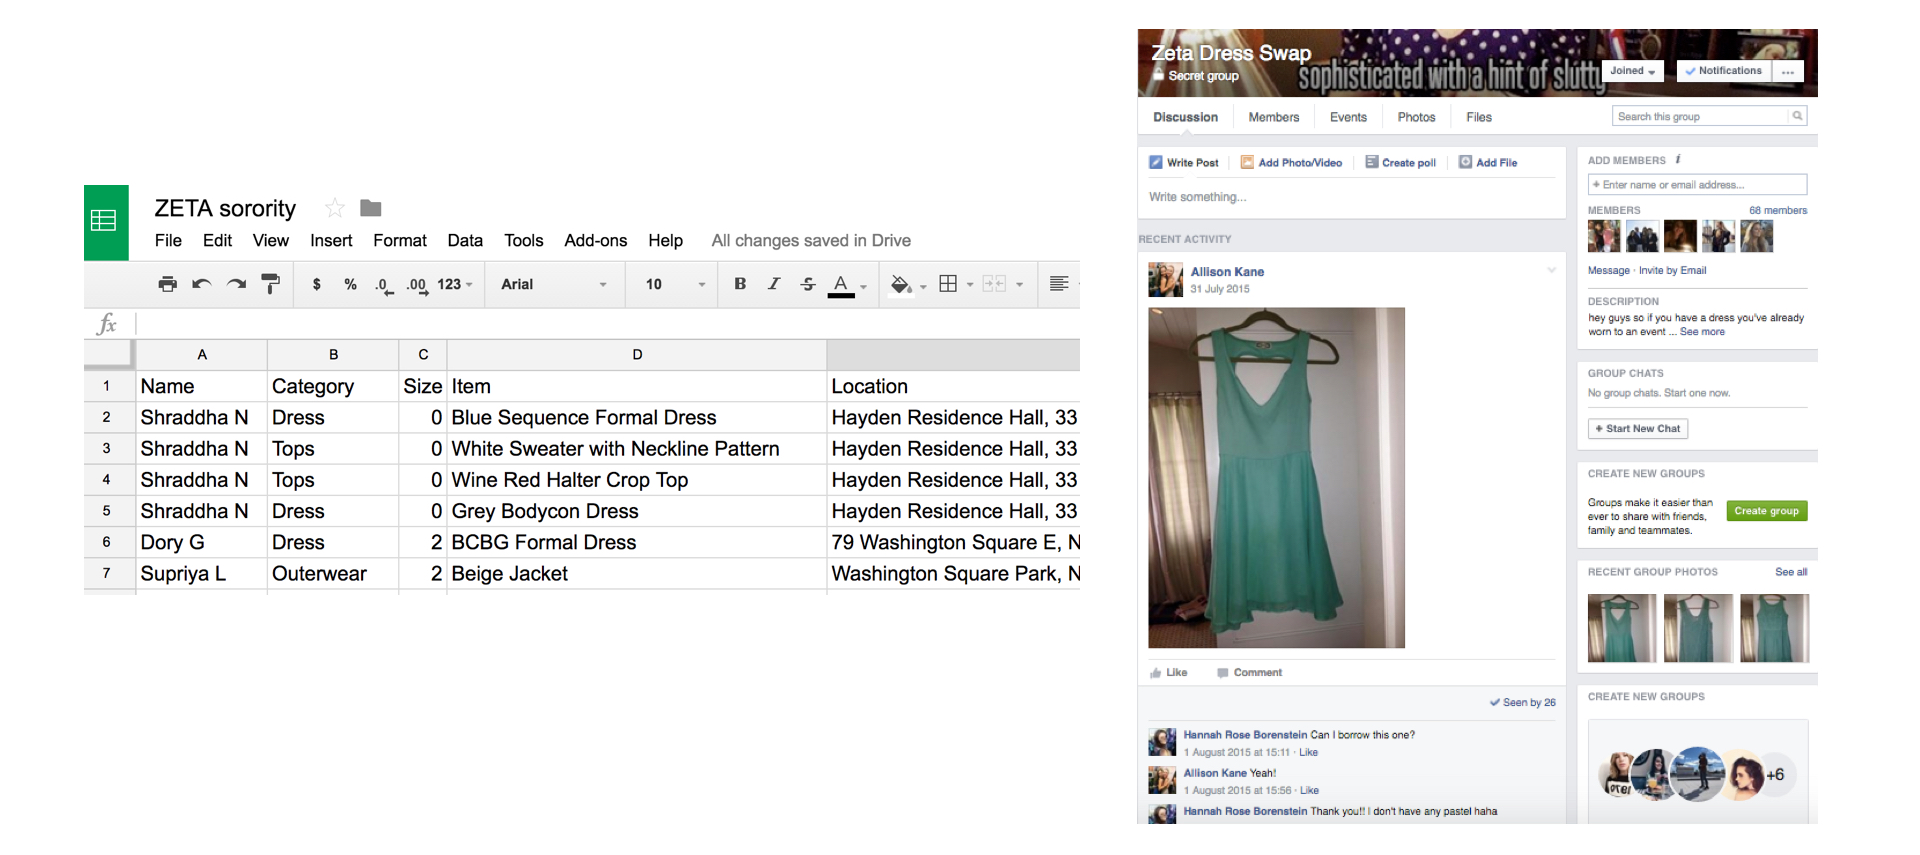 ZETA sorority
File Edit View Insert Format Data Tools Add-ons Help All changes saved in Drive
$ % .0 .00 123 Arial 10 B I S A
fx
A B C D
1 Name Category Size Item Location
2 Shraddha N Dress 0 Blue Sequence Formal Dress Hayden Residence Hall, 33
3 Shraddha N Tops 0 White Sweater with Neckline Pattern Hayden Residence Hall, 33
4 Shraddha N Tops 0 Wine Red Halter Crop Top Hayden Residence Hall, 33
5 Shraddha N Dress 0 Grey Bodycon Dress Hayden Residence Hall, 33
6 Dory G Dress 2 BCBG Formal Dress 79 Washington Square E, N
7 Supriya L Outerwear 2 Beige Jacket Washington Square Park, N
Zeta Dress Swap
Secret group
sophisticated with a hint of slutty
Joined Notifications ...
Discussion Members Events Photos Files
Search this group
Write Post Add Photo/Video Create poll Add File
Write something...
RECENT ACTIVITY
Allison Kane
31 July 2015
Like Comment
Seen by 26
Hannah Rose Borenstein Can I borrow this one?
1 August 2015 at 15:11 · Like
Allison Kane Yeah!
1 August 2015 at 15:56 · Like
Hannah Rose Borenstein Thank you!! I don't have any pastel haha
ADD MEMBERS i
+ Enter name or email address...
MEMBERS 68 members
Message · Invite by Email
DESCRIPTION
hey guys so if you have a dress you've already
worn to an event ... See more
GROUP CHATS
No group chats. Start one now.
+ Start New Chat
CREATE NEW GROUPS
Groups make it easier than
ever to share with friends,
family and teammates.
Create group
RECENT GROUP PHOTOS See all
CREATE NEW GROUPS
+6